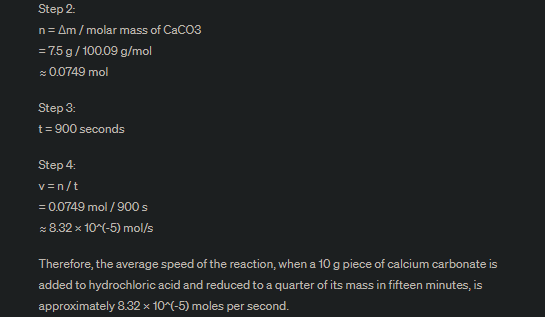 Step 2:
n = Δm / molar mass of CaCO3
= 7.5 g / 100.09 g/mol
≈ 0.0749 mol
Step 3:
t = 900 seconds
Step 4:
v = n / t
= 0.0749 mol / 900 s
≈ 8.32 × 10^(-5) mol/s
Therefore, the average speed of the reaction, when a 10 g piece of calcium carbonate is
added to hydrochloric acid and reduced to a quarter of its mass in fifteen minutes, is
approximately 8.32 × 10^(-5) moles per second.